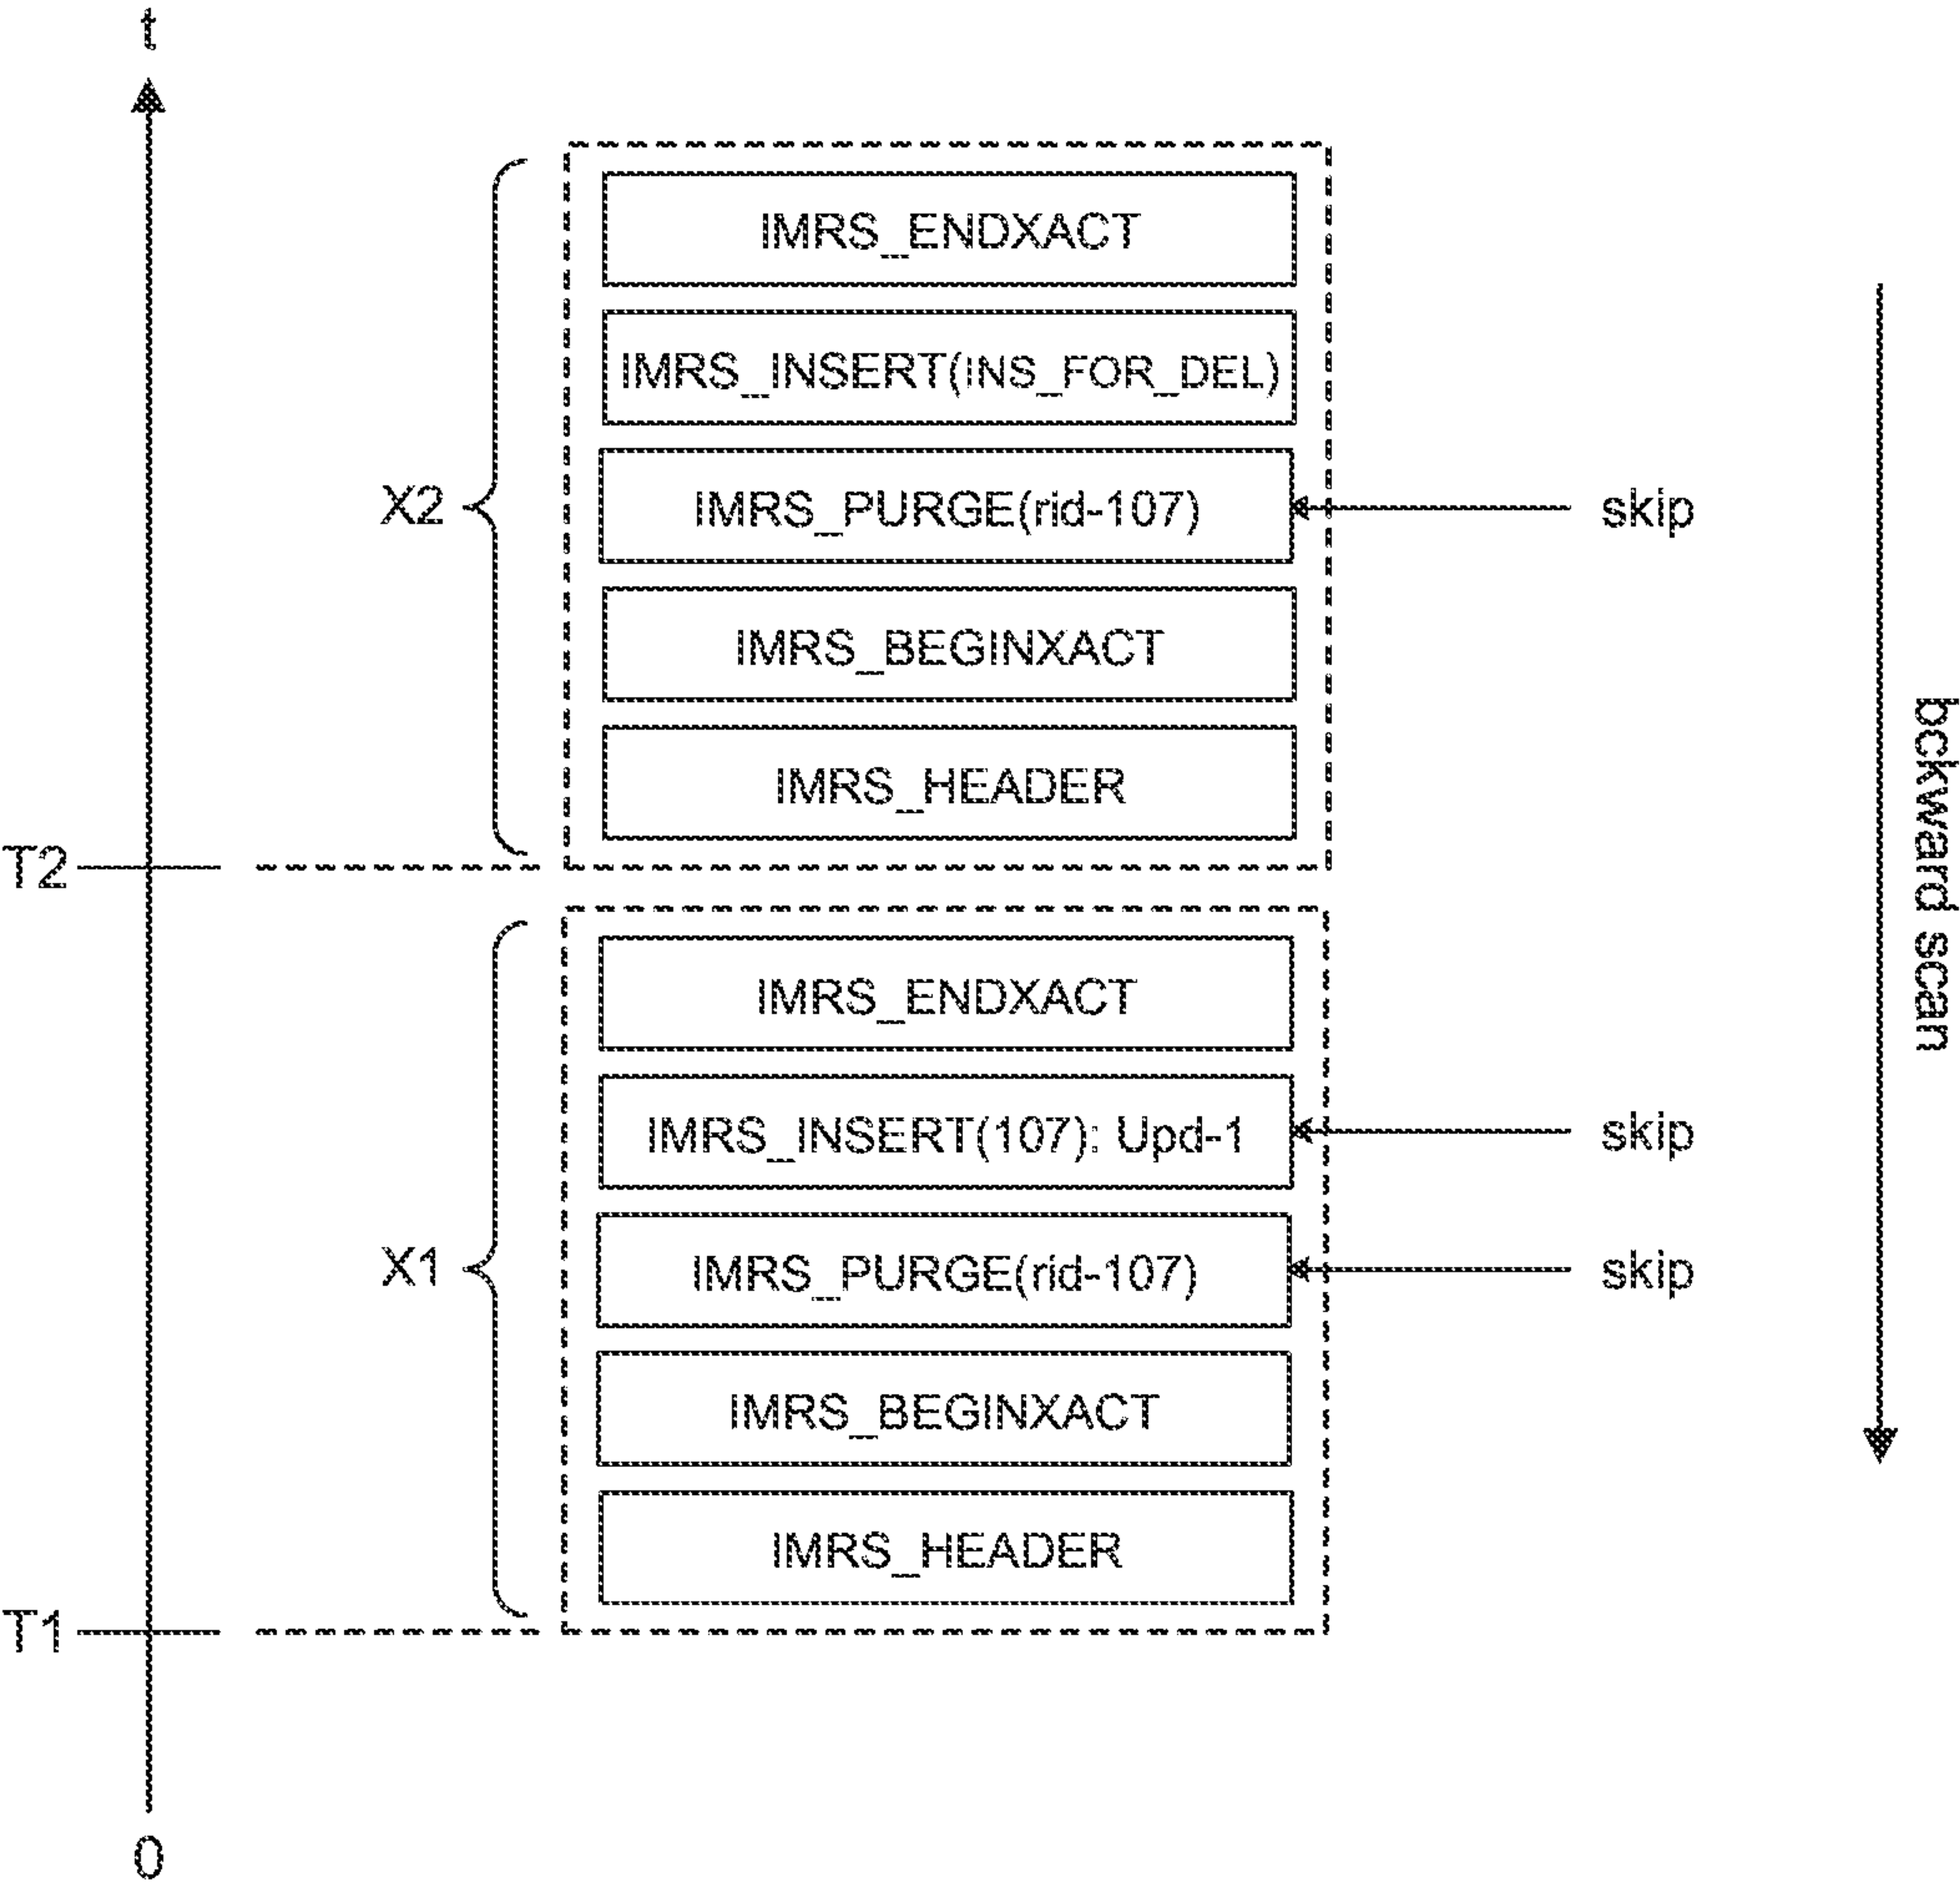 t
IMRS_ENDXACT
IMRS_INSERT(INS_FOR_DEL)
X2
IMRS_PURGE(rid-107)
skip
IMRS_BEGINXACT
IMRS_HEADER
T2
bckward scan
IMRS_ENDXACT
IMRS_INSERT(107): Upd-1
skip
X1
IMRS_PURGE(rid-107)
skip
IMRS_BEGINXACT
IMRS_HEADER
T1
0